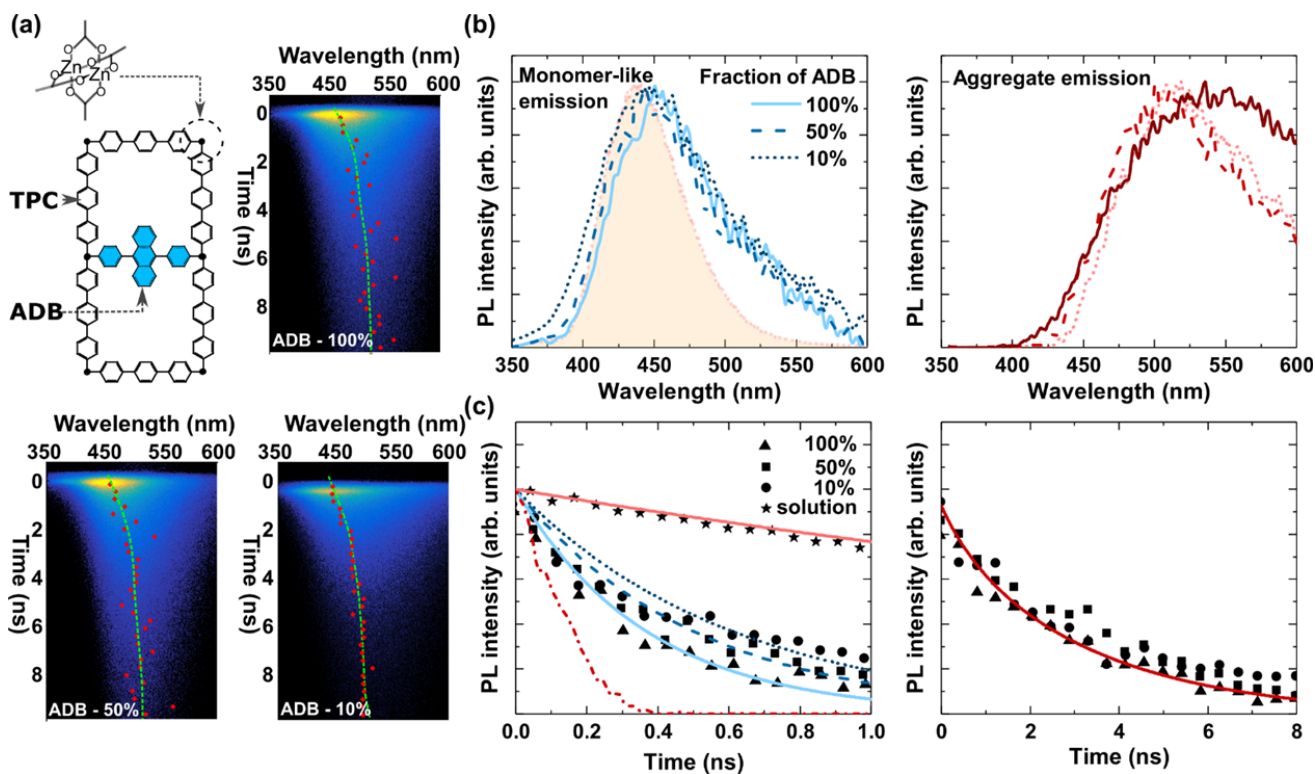 (a)
O
O
O
Zn
Zn
O
O
O
TPC
ADB
Wavelength (nm)
350 450 550 600
0
2
4
6
8
Time (ns)
ADB - 100%
Wavelength (nm)
350 450 550 600
0
2
4
6
8
Time (ns)
ADB - 50%
Wavelength (nm)
350 450 550 600
0
2
4
6
8
Time (ns)
ADB - 10%
(b)
PL intensity (arb. units)
Monomer-like
emission
Fraction of ADB
100%
50%
10%
350 400 450 500 550 600
Wavelength (nm)
PL intensity (arb. units)
Aggregate emission
350 400 450 500 550 600
Wavelength (nm)
(c)
PL intensity (arb. units)
100%
50%
10%
solution
0.0 0.2 0.4 0.6 0.8 1.0
Time (ns)
PL intensity (arb. units)
0 2 4 6 8
Time (ns)